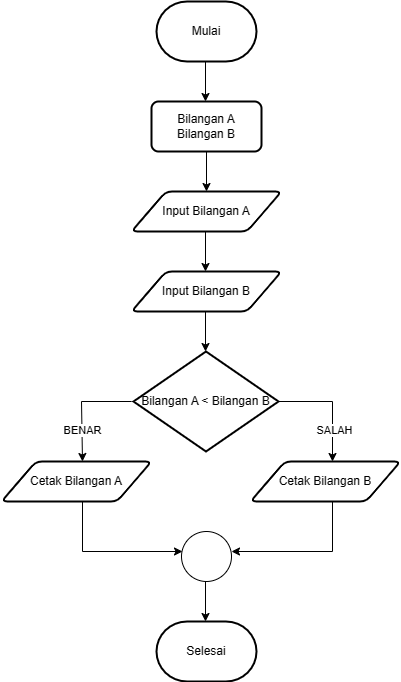 Mulai
Bilangan A
Bilangan B
Input Bilangan A
Input Bilangan B
Bilangan A < Bilangan B
BENAR
SALAH
Cetak Bilangan A
Cetak Bilangan B
Selesai